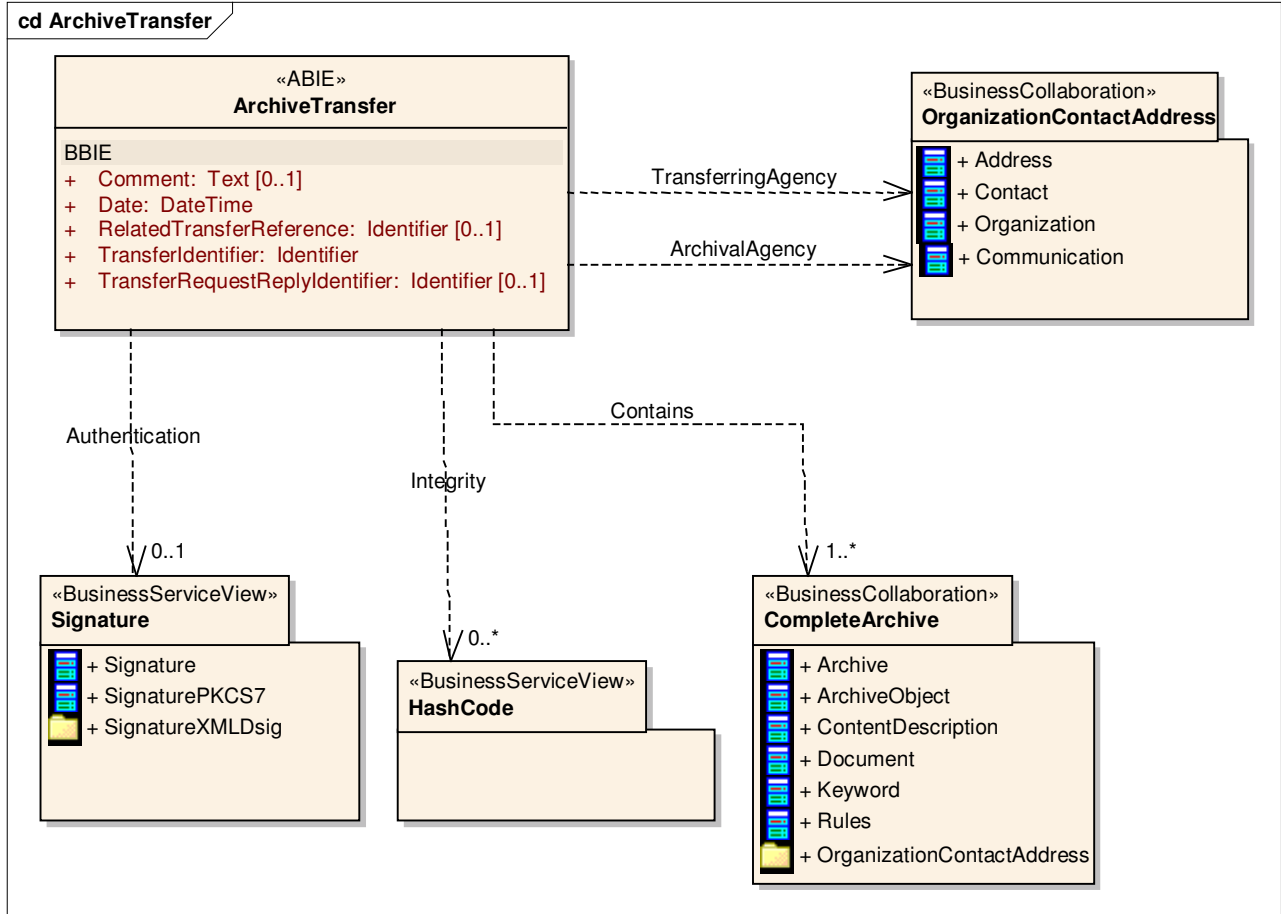 cd ArchiveTransfer
«ABIE»
ArchiveTransfer
BBIE
+ Comment: Text [0..1]
+ Date: DateTime
+ RelatedTransferReference: Identifier [0..1]
+ TransferIdentifier: Identifier
+ TransferRequestReplyIdentifier: Identifier [0..1]
«BusinessCollaboration»
OrganizationContactAddress
+ Address
+ Contact
+ Organization
+ Communication
TransferringAgency
ArchivalAgency
Authentication
Integrity
Contains
0..1
0..*
1..*
«BusinessServiceView»
Signature
+ Signature
+ SignaturePKCS7
+ SignatureXMLDsig
«BusinessServiceView»
HashCode
«BusinessCollaboration»
CompleteArchive
+ Archive
+ ArchiveObject
+ ContentDescription
+ Document
+ Keyword
+ Rules
+ OrganizationContactAddress